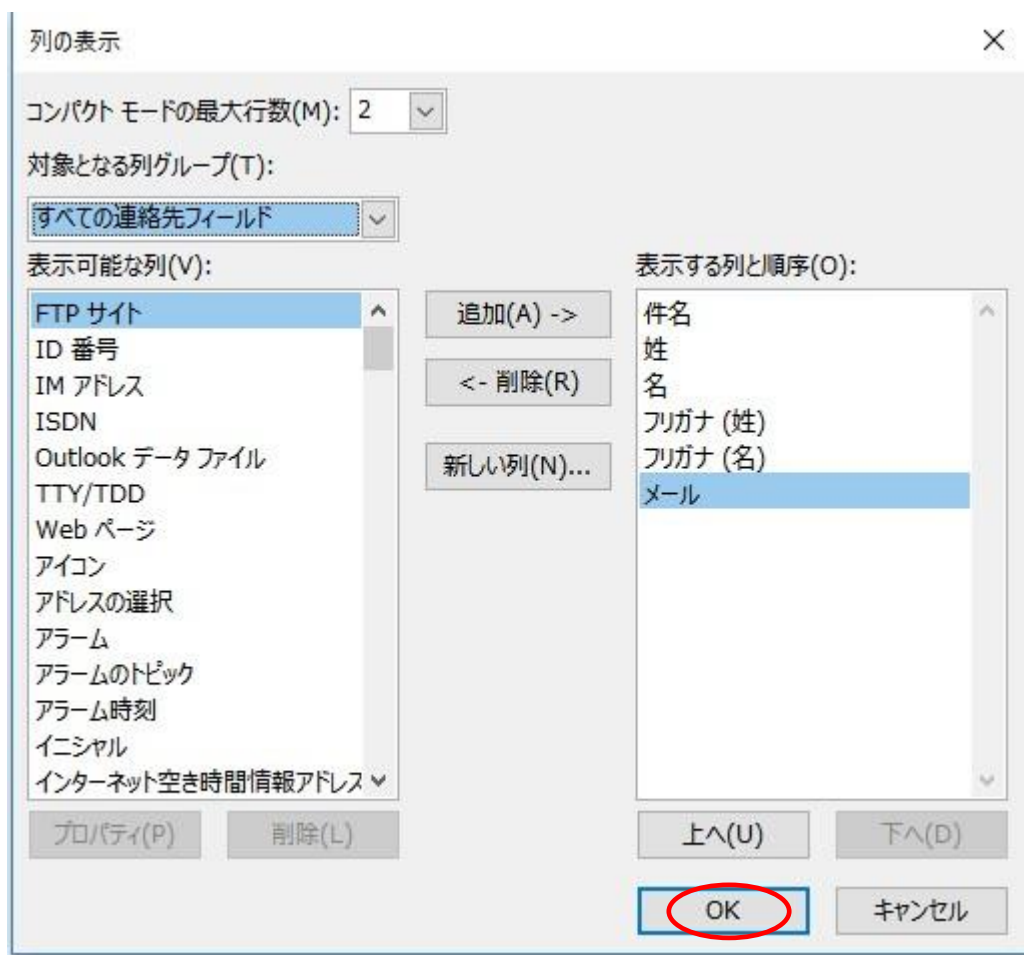 列の表示
コンパクト モードの最大行数(M): 2
対象となる列グループ(T):
すべての連絡先フィールド
表示可能な列(V):
FTP サイト
ID 番号
IM アドレス
ISDN
Outlook データ ファイル
TTY/TDD
Web ページ
アイコン
アドレスの選択
アラーム
アラームのトピック
アラーム時刻
イニシャル
インターネット空き時間情報アドレス
プロパティ(P)
削除(L)
追加(A) ->
<- 削除(R)
新しい列(N)...
表示する列と順序(O):
件名
姓
名
フリガナ (姓)
フリガナ (名)
メール
上へ(U)
下へ(D)
OK
キャンセル